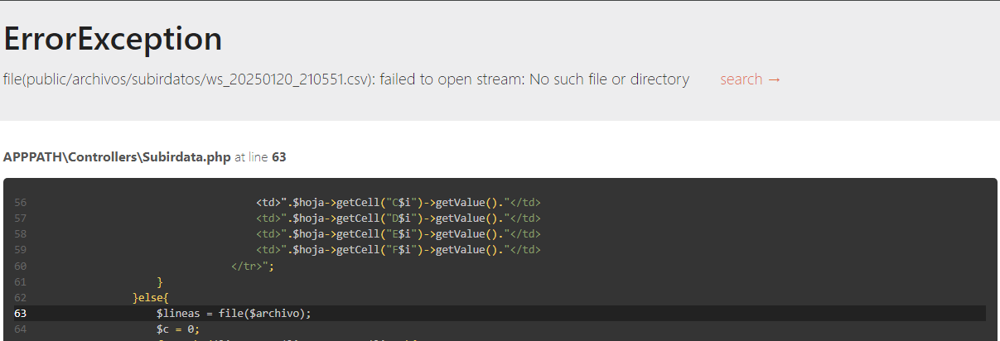 ErrorException
file(public/archivos/subirdatos/ws_20250120_210551.csv): failed to open stream: No such file or directory search →
APPPATH\Controllers\Subirdata.php at line 63
56 <td>".$hoja->getCell("C$i")->getValue()."</td>
57 <td>".$hoja->getCell("D$i")->getValue()."</td>
58 <td>".$hoja->getCell("E$i")->getValue()."</td>
59 <td>".$hoja->getCell("F$i")->getValue()."</td>
60 </tr>";
61 }
62 }else{
63 $lineas = file($archivo);
64 $c = 0;